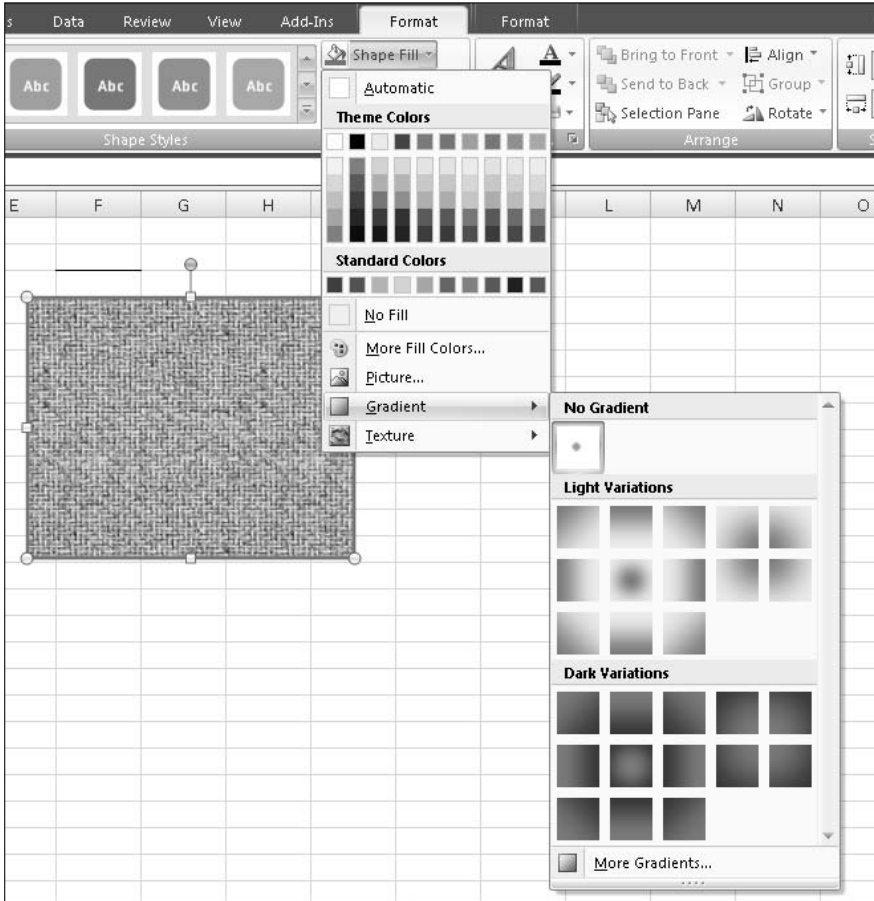 s Data Review View Add-Ins Format Format
Abc Abc Abc Abc
Shape Fill
A A
Bring to Front Align
Send to Back Group
Selection Pane Rotate
Shape Styles Arrange S
Automatic
Theme Colors
Standard Colors
No Fill
More Fill Colors...
Picture...
Gradient
Texture
E F G H L M N O
No Gradient
Light Variations
Dark Variations
More Gradients...